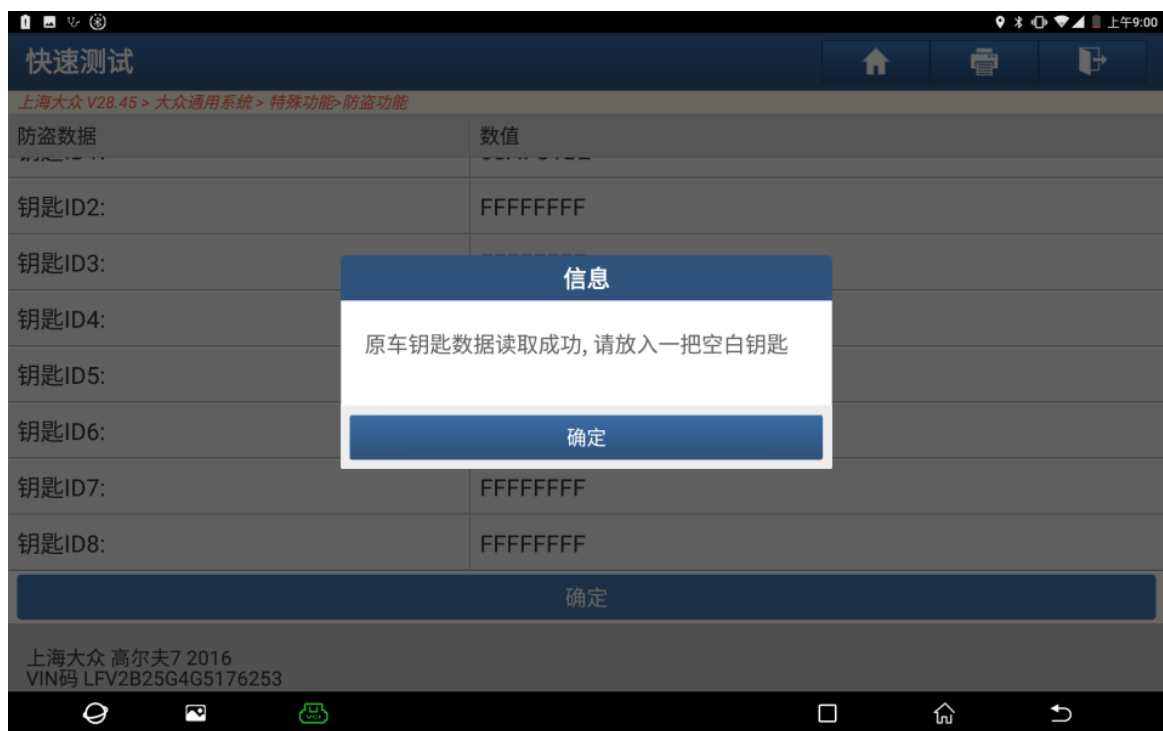 上午9:00
快速测试
上海大众 V28.45 > 大众通用系统 > 特殊功能>防盗功能
防盗数据 数值
钥匙ID2: FFFFFFFF
钥匙ID3:
信息
钥匙ID4:
原车钥匙数据读取成功, 请放入一把空白钥匙
钥匙ID5:
钥匙ID6:
确定
钥匙ID7: FFFFFFFF
钥匙ID8: FFFFFFFF
确定
上海大众 高尔夫7 2016
VIN码 LFV2B25G4G5176253
VCI